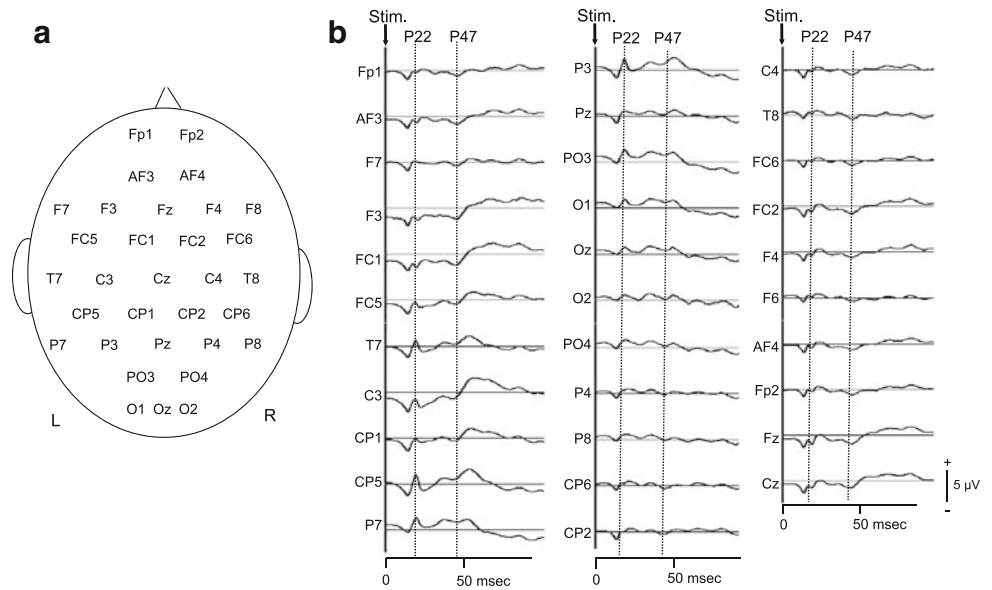 a
Fp1 Fp2
AF3 AF4
F7 F3 Fz F4 F8
FC5 FC1 FC2 FC6
T7 C3 Cz C4 T8
CP5 CP1 CP2 CP6
P7 P3 Pz P4 P8
PO3 PO4
O1 Oz O2
L R
b
Stim.
P22 P47
Fp1
AF3
F7
F3
FC1
FC5
T7
C3
CP1
CP5
P7
0 50 msec
Stim.
P22 P47
P3
Pz
PO3
O1
Oz
O2
PO4
P4
P8
CP6
CP2
0 50 msec
Stim.
P22 P47
C4
T8
FC6
FC2
F4
F6
AF4
Fp2
Fz
Cz
0 50 msec
+
5 µV
-